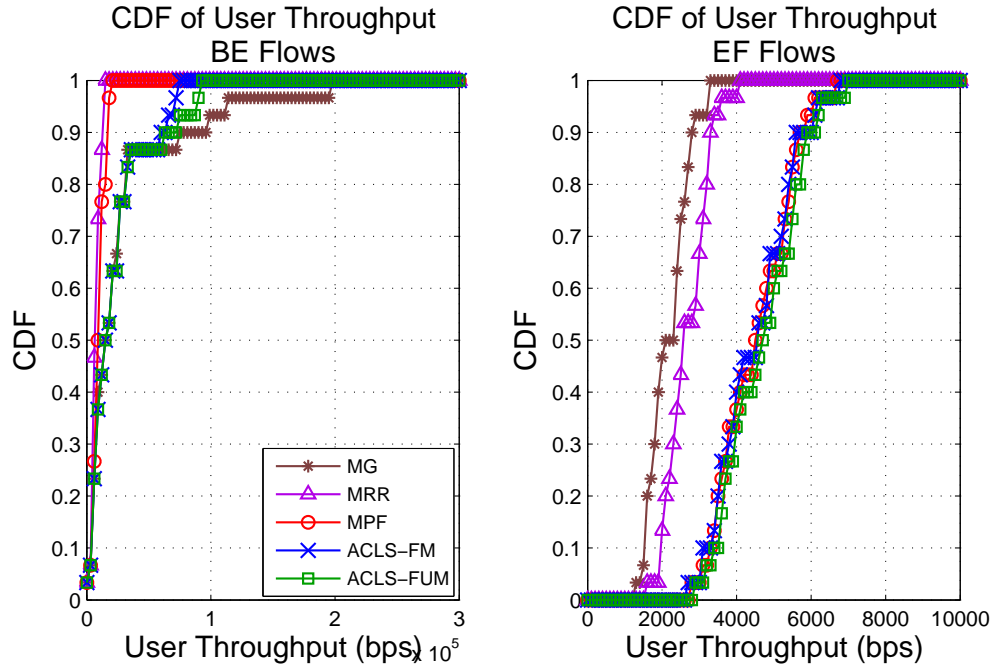 CDF of User Throughput
BE Flows
1
0.9
0.8
0.7
0.6
0.5
0.4
0.3
0.2
0.1
0
CDF
MG
MRR
MPF
ACLS-FM
ACLS-FUM
0 1 2 3
User Throughput (bps) x 10^5
CDF of User Throughput
EF Flows
1
0.9
0.8
0.7
0.6
0.5
0.4
0.3
0.2
0.1
0
CDF
0 2000 4000 6000 8000 10000
User Throughput (bps)